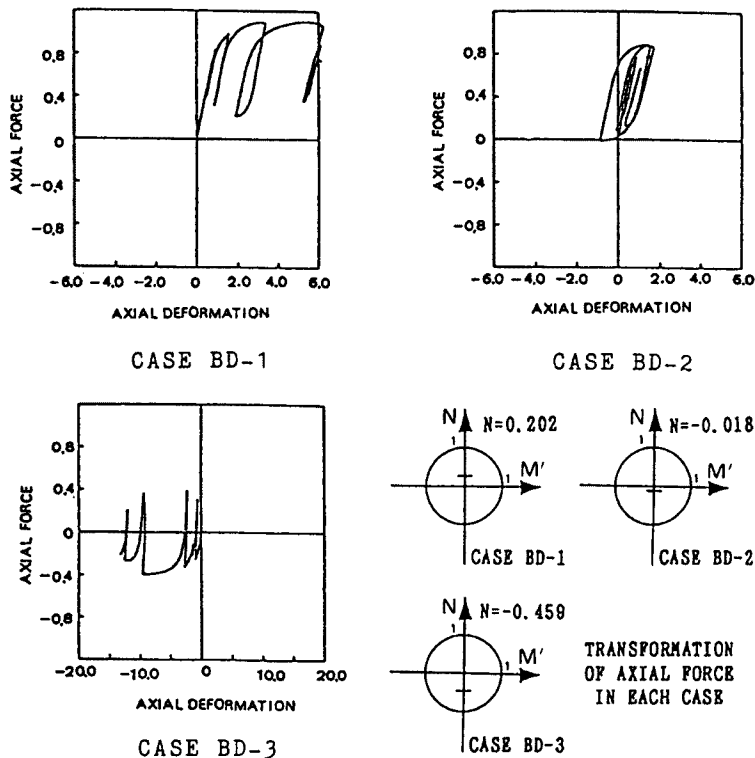 0.8
0.4
0
-0.4
-0.8
AXIAL FORCE
-6.0 -4.0 -2.0 0 2.0 4.0 6.0
AXIAL DEFORMATION
CASE BD-1
0.8
0.4
0
-0.4
-0.8
AXIAL FORCE
-6.0 -4.0 -2.0 0 2.0 4.0 6.0
AXIAL DEFORMATION
CASE BD-2
0.8
0.4
0
-0.4
-0.8
AXIAL FORCE
-20.0 -10.0 0 10.0 20.0
AXIAL DEFORMATION
CASE BD-3
N N=0.202
1
1 M'
CASE BD-1
N N=-0.018
1
1 M'
CASE BD-2
N N=-0.459
1
1 M'
CASE BD-3
TRANSFORMATION
OF AXIAL FORCE
IN EACH CASE